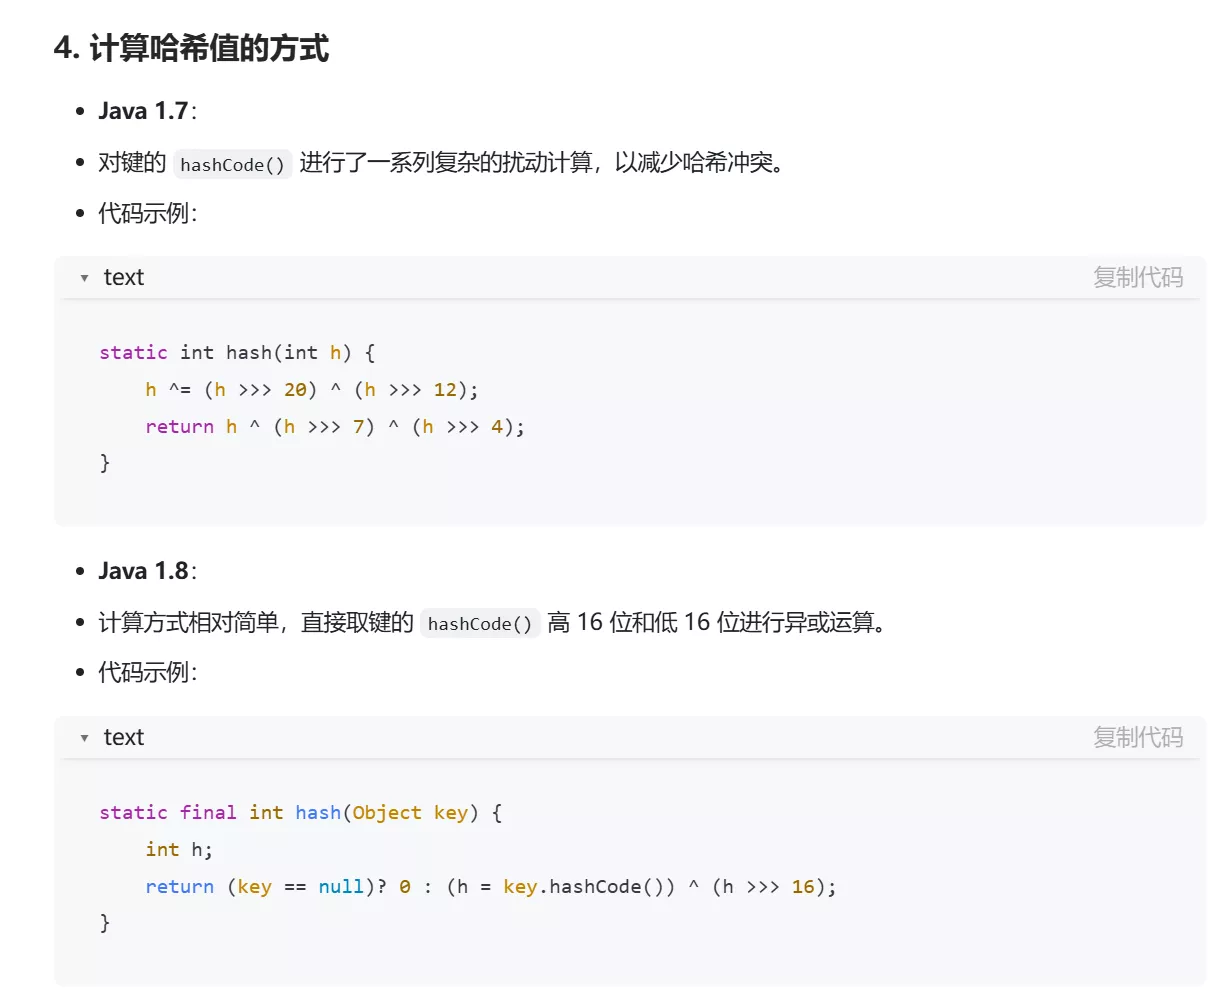 4. 计算哈希值的方式
• Java 1.7：
• 对键的 hashCode() 进行了一系列复杂的扰动计算，以减少哈希冲突。
• 代码示例：
▼ text 复制代码
static int hash(int h) {
    h ^= (h >>> 20) ^ (h >>> 12);
    return h ^ (h >>> 7) ^ (h >>> 4);
}
• Java 1.8：
• 计算方式相对简单，直接取键的 hashCode() 高 16 位和低 16 位进行异或运算。
• 代码示例：
▼ text 复制代码
static final int hash(Object key) {
    int h;
    return (key == null)? 0 : (h = key.hashCode()) ^ (h >>> 16);
}